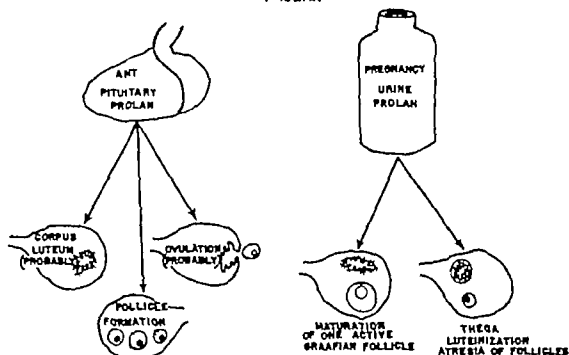 ANT
PITUITARY
PROLAN
PREGNANCY
URINE
PROLAN
CORPUS
LUTEUM
(PROBABLY)
OVULATION
(PROBABLY)
FOLLICLE
FORMATION
MATURATION
OF ONE ACTIVE
GRAAFIAN FOLLICLE
THECA
LUTEINIZATION
ATRESIA OF FOLLICLES